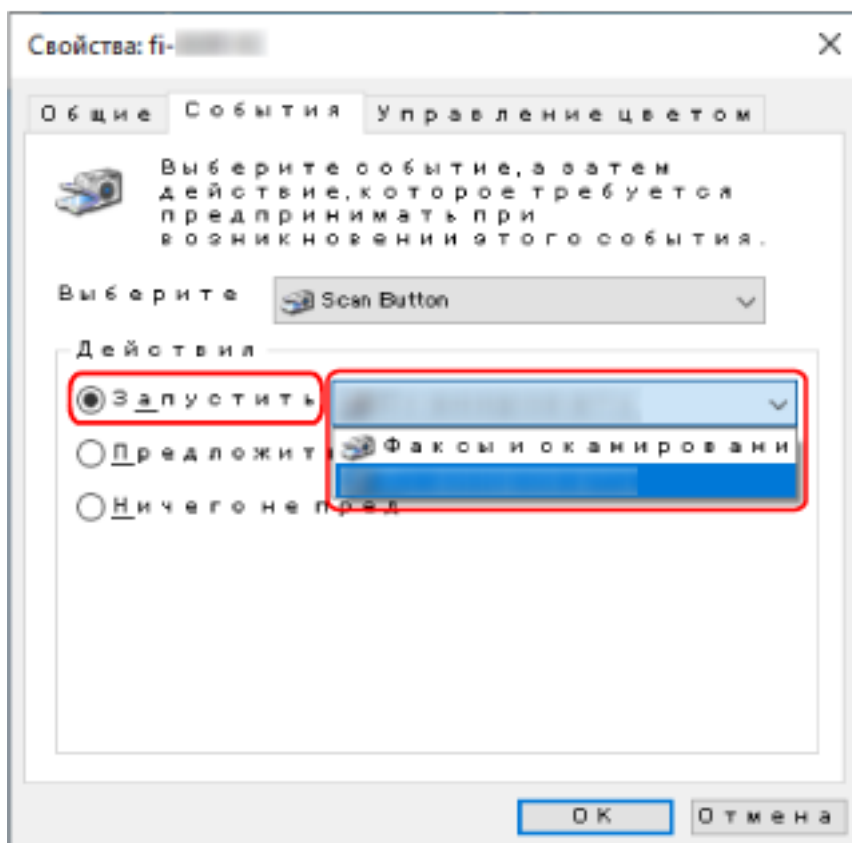 Свойства: fi-
Общие События Управление цветом
Выберите событие, а затем
действие, которое требуется
предпринимать при
возникновении этого события.
Выберите Scan Button
Действия
Запустить
Факсы и сканировани
Предложить
Ничего не пред
OK Отмена